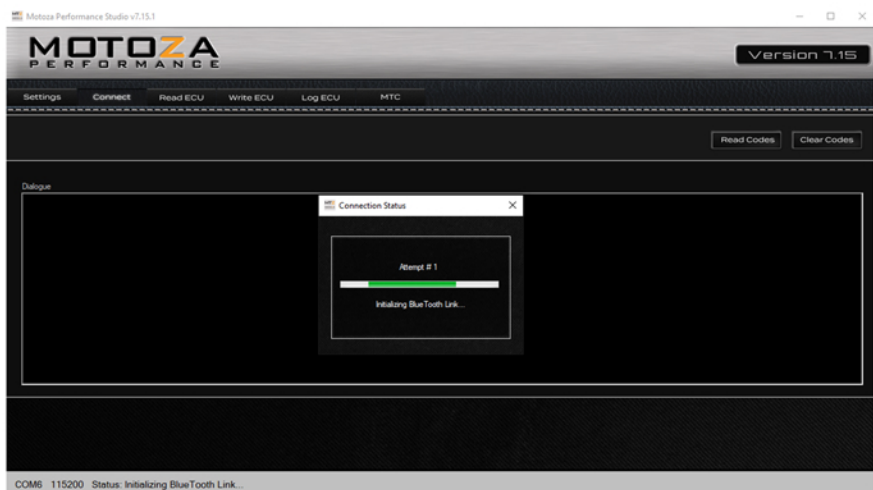 Motoza Performance Studio v7.15.1
MOTOZA
PERFORMANCE
Version 7.15
Settings Connect Read ECU Write ECU Log ECU MTC
Read Codes Clear Codes
Dialogue
Connection Status
Attempt # 1
Initializing BlueTooth Link...
COM6 115200 Status: Initializing BlueTooth Link...